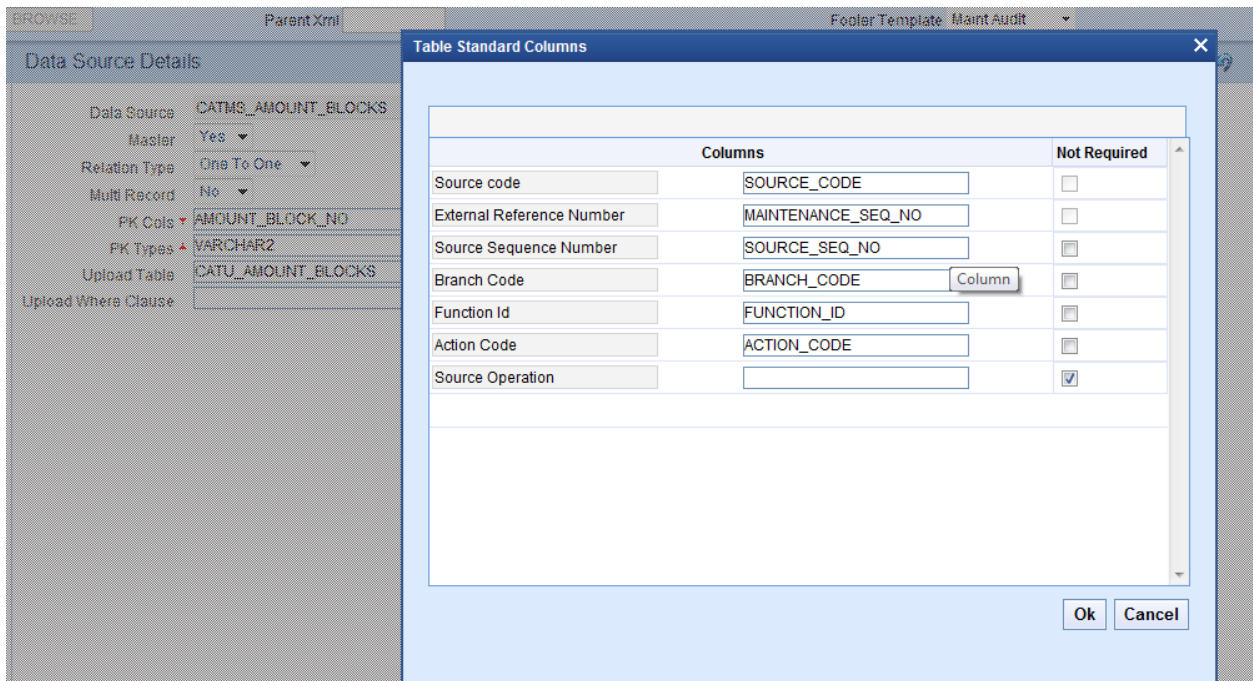 BROWSE Parent Xml Footer Template Maint Audit
Table Standard Columns
Data Source Details
Data Source CATMS_AMOUNT_BLOCKS
Master Yes
Relation Type One To One
Multi Record No
PK Cols AMOUNT_BLOCK_NO
PK Types VARCHAR2
Upload Table CATU_AMOUNT_BLOCKS
Upload Where Clause
Columns Not Required
Source code SOURCE_CODE
External Reference Number MAINTENANCE_SEQ_NO
Source Sequence Number SOURCE_SEQ_NO
Branch Code BRANCH_CODE Column
Function Id FUNCTION_ID
Action Code ACTION_CODE
Source Operation
Ok Cancel